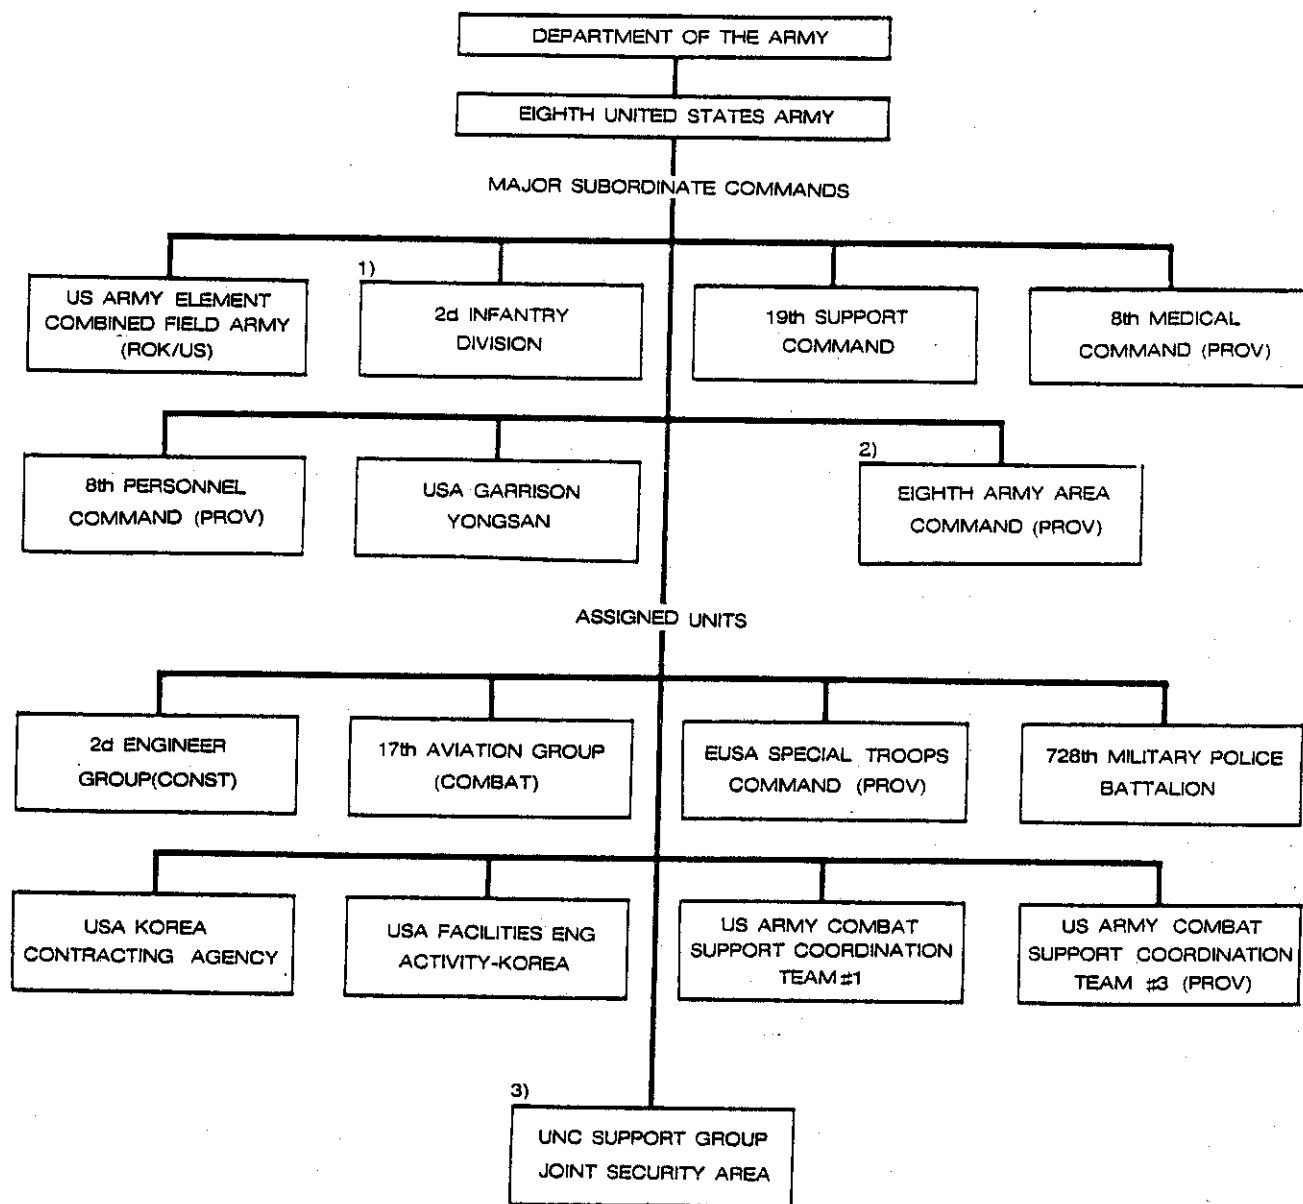 DEPARTMENT OF THE ARMY
EIGHTH UNITED STATES ARMY
MAJOR SUBORDINATE COMMANDS
US ARMY ELEMENT
COMBINED FIELD ARMY
(ROK/US)
1)
2d INFANTRY
DIVISION
19th SUPPORT
COMMAND
8th MEDICAL
COMMAND (PROV)
8th PERSONNEL
COMMAND (PROV)
USA GARRISON
YONGSAN
2)
EIGHTH ARMY AREA
COMMAND (PROV)
ASSIGNED UNITS
2d ENGINEER
GROUP(CONST)
17th AVIATION GROUP
(COMBAT)
EUSA SPECIAL TROOPS
COMMAND (PROV)
728th MILITARY POLICE
BATTALION
USA KOREA
CONTRACTING AGENCY
USA FACILITIES ENG
ACTIVITY-KOREA
US ARMY COMBAT
SUPPORT COORDINATION
TEAM #1
US ARMY COMBAT
SUPPORT COORDINATION
TEAM #3 (PROV)
3)
UNC SUPPORT GROUP
JOINT SECURITY AREA